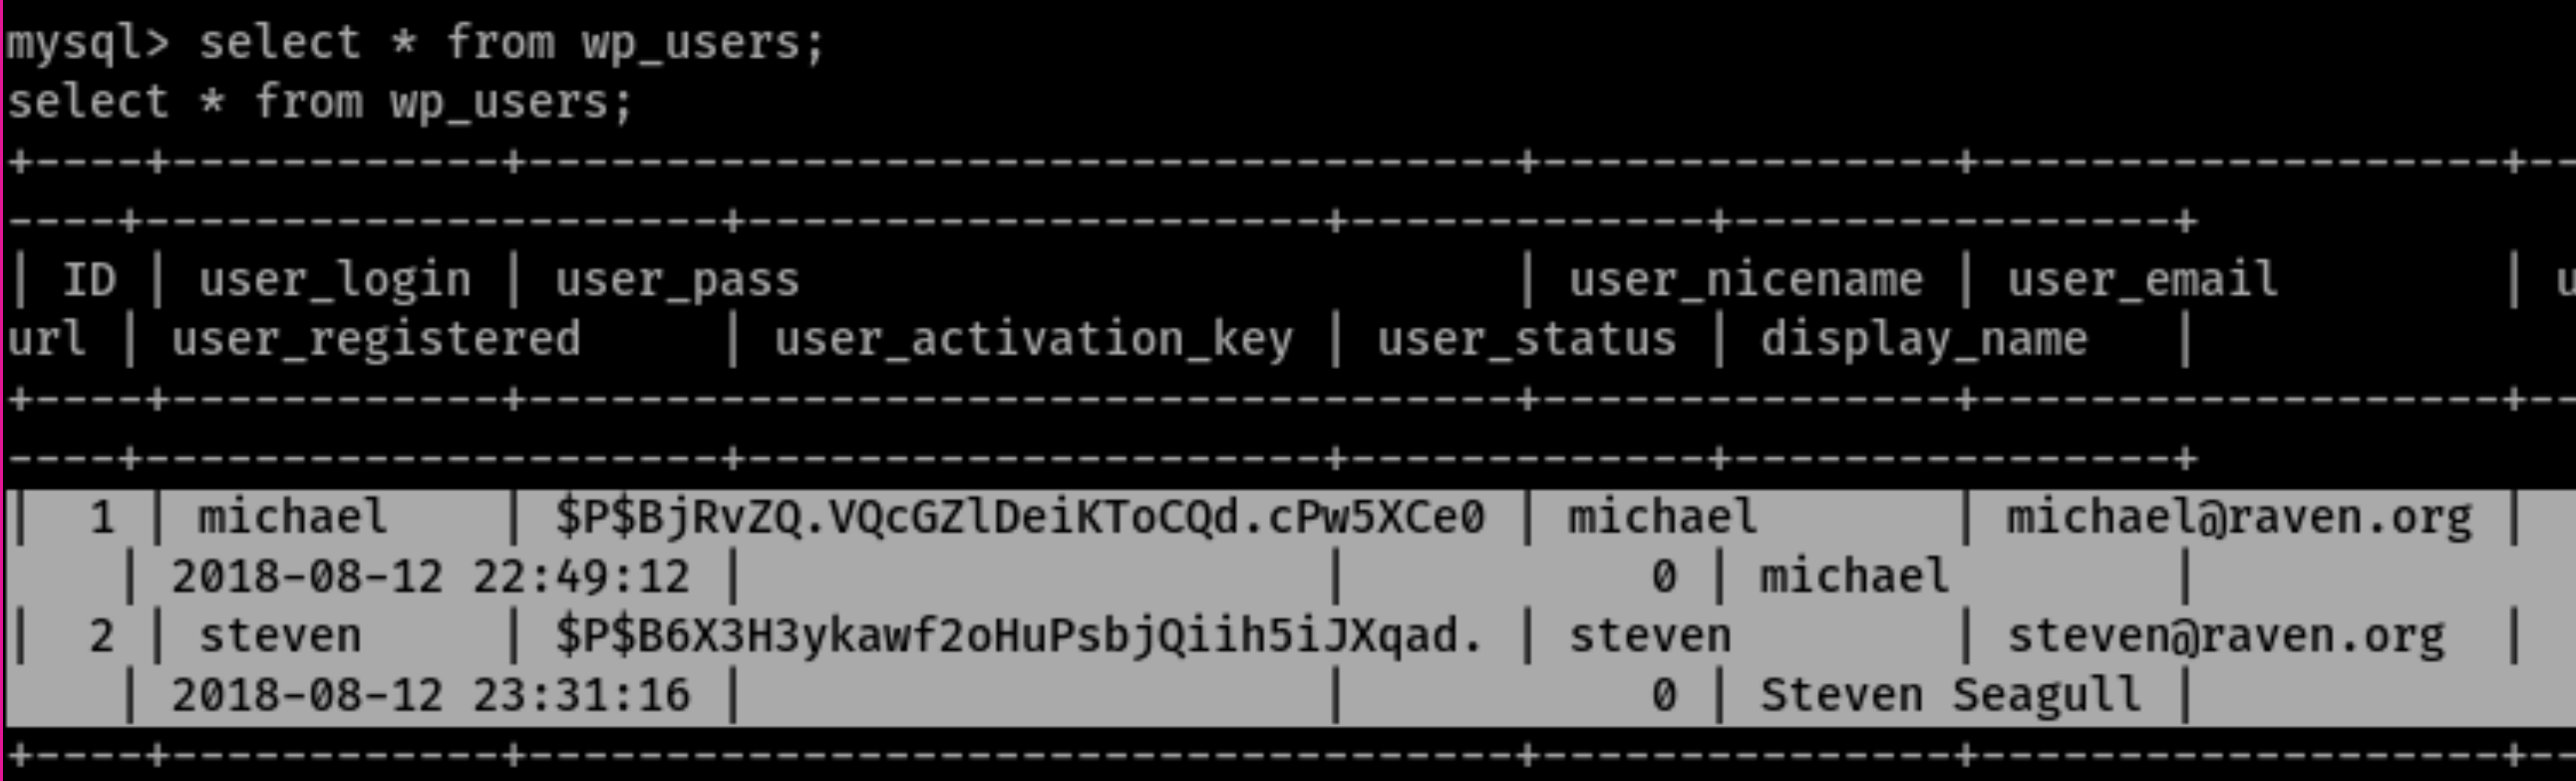 mysql> select * from wp_users;
select * from wp_users;
+----+------------+------------------------------------+---------------+-------------------+--
----+---------------------+---------------------+-------------+----------------+
| ID | user_login | user_pass                          | user_nicename | user_email        | u
url | user_registered     | user_activation_key | user_status | display_name   |
+----+------------+------------------------------------+---------------+-------------------+--
----+---------------------+---------------------+-------------+----------------+
|  1 | michael    | $P$BjRvZQ.VQcGZlDeiKToCQd.cPw5XCe0 | michael       | michael@raven.org |
    | 2018-08-12 22:49:12 |                     |           0 | michael        |
|  2 | steven     | $P$B6X3H3ykawf2oHuPsbjQiih5iJXqad. | steven        | steven@raven.org  |
    | 2018-08-12 23:31:16 |                     |           0 | Steven Seagull |
+----+------------+------------------------------------+---------------+-------------------+--